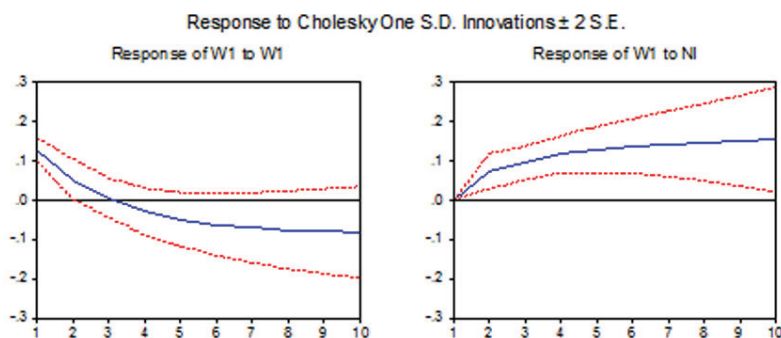 Response to Cholesky One S.D. Innovations ± 2 S.E.
Response of W1 to W1
.3
.2
.1
.0
-.1
-.2
-.3
1 2 3 4 5 6 7 8 9 10
Response of W1 to NI
.3
.2
.1
.0
-.1
-.2
-.3
1 2 3 4 5 6 7 8 9 10